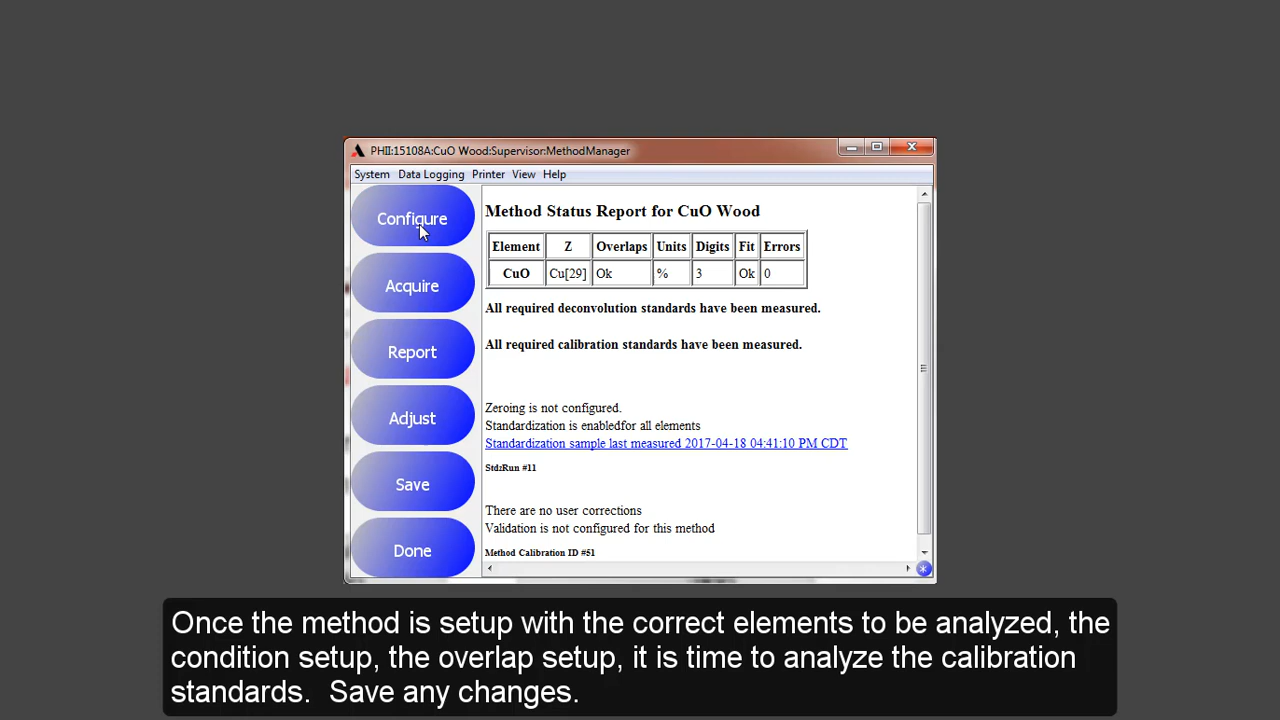 PHII:15108A:CuO Wood:Supervisor:MethodManager
System Data Logging Printer View Help
Configure
Acquire
Report
Adjust
Save
Done
Method Status Report for CuO Wood
Element Z Overlaps Units Digits Fit Errors
CuO Cu[29] Ok % 3 Ok 0
All required deconvolution standards have been measured.
All required calibration standards have been measured.
Zeroing is not configured.
Standardization is enabledfor all elements
Standardization sample last measured 2017-04-18 04:41:10 PM CDT
StdzRun #11
There are no user corrections
Validation is not configured for this method
Method Calibration ID #51
Once the method is setup with the correct elements to be analyzed, the
condition setup, the overlap setup, it is time to analyze the calibration
standards.  Save any changes.